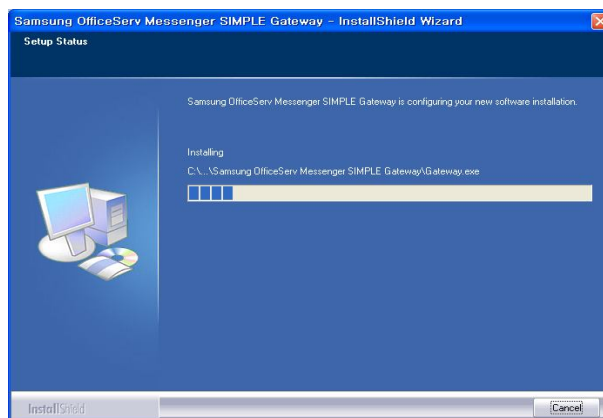 Samsung OfficeServ Messenger SIMPLE Gateway - InstallShield Wizard
Setup Status
Samsung OfficeServ Messenger SIMPLE Gateway is configuring your new software installation.
Installing
C:\...\Samsung OfficeServ Messenger SIMPLE Gateway\Gateway.exe
InstallShield
Cancel